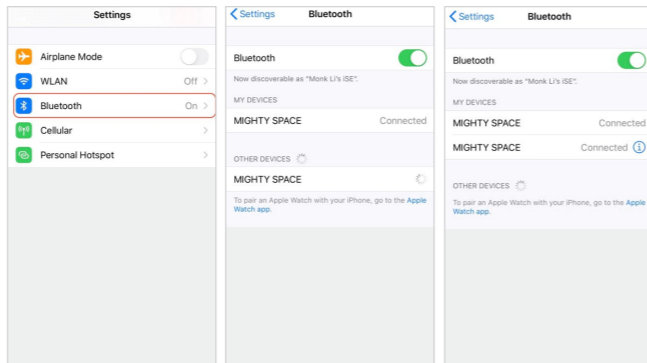 Settings
Airplane Mode
WLAN Off
Bluetooth On
Cellular
Personal Hotspot
Settings Bluetooth
Bluetooth
Now discoverable as "Monk Li's iSE".
MY DEVICES
MIGHTY SPACE Connected
OTHER DEVICES
MIGHTY SPACE
To pair an Apple Watch with your iPhone, go to the Apple
Watch app.
Settings Bluetooth
Bluetooth
Now discoverable as "Monk Li's iSE".
MY DEVICES
MIGHTY SPACE Connected
MIGHTY SPACE Connected
OTHER DEVICES
To pair an Apple Watch with your iPhone, go to the Apple
Watch app.